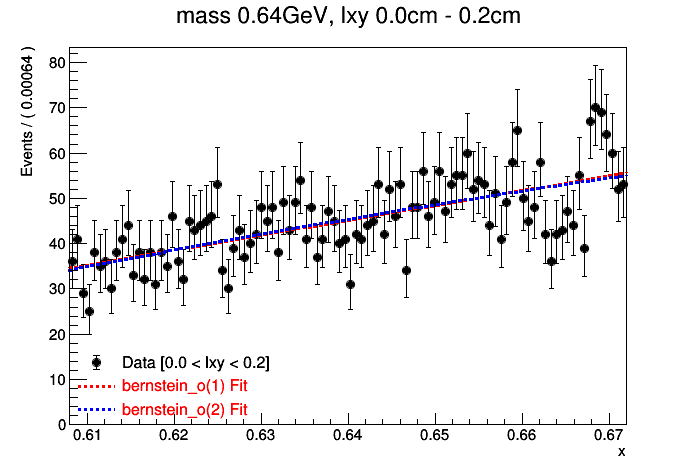 mass 0.64GeV, lxy 0.0cm - 0.2cm
Events / ( 0.00064 )
80
70
60
50
40
30
20
10
0
Data [0.0 < lxy < 0.2]
bernstein_o(1) Fit
bernstein_o(2) Fit
0.61 0.62 0.63 0.64 0.65 0.66 0.67
x